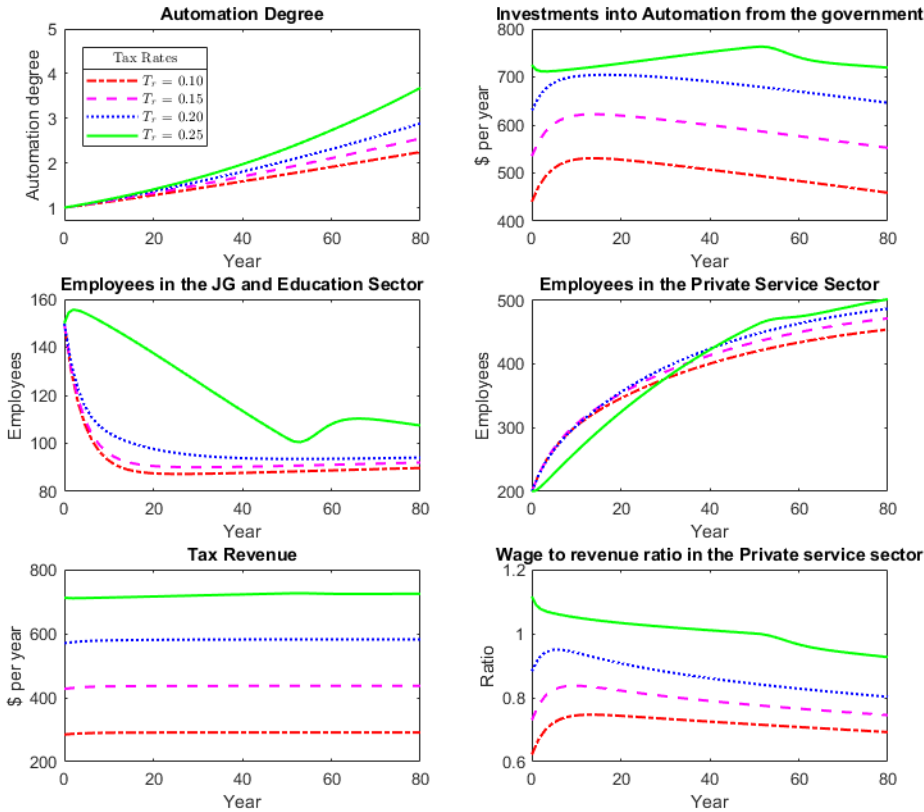 Automation Degree
5
4
3
2
1
0
20
40
60
80
Automation degree
Year
Tax Rates
T_r = 0.10
T_r = 0.15
T_r = 0.20
T_r = 0.25
Investments into Automation from the government
800
700
600
500
400
0
20
40
60
80
$ per year
Year
Employees in the JG and Education Sector
160
140
120
100
80
0
20
40
60
80
Employees
Year
Employees in the Private Service Sector
500
400
300
200
0
20
40
60
80
Employees
Year
Tax Revenue
800
600
400
200
0
20
40
60
80
$ per year
Year
Wage to revenue ratio in the Private service sector
1.2
1
0.8
0.6
0
20
40
60
80
Ratio
Year